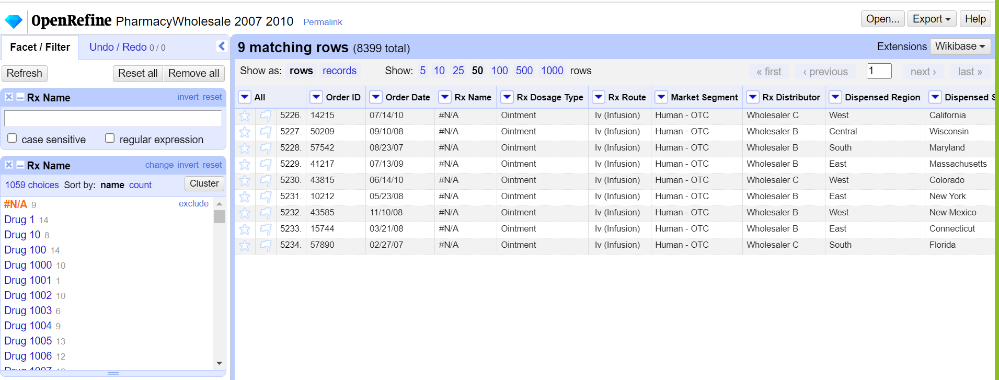 OpenRefine PharmacyWholesale 2007 2010 Permalink Open... Export Help
Facet / Filter Undo / Redo 0 / 0
Refresh Reset all Remove all
Rx Name invert reset
case sensitive regular expression
Rx Name change invert reset
1059 choices Sort by: name count Cluster
#N/A 9 exclude
Drug 1 14
Drug 10 8
Drug 100 14
Drug 1000 10
Drug 1001 1
Drug 1002 10
Drug 1003 6
Drug 1004 9
Drug 1005 13
Drug 1006 12
Drug 1007
9 matching rows (8399 total) Extensions Wikibase
Show as: rows records Show: 5 10 25 50 100 500 1000 rows « first ‹ previous 1 next › last »
All Order ID Order Date Rx Name Rx Dosage Type Rx Route Market Segment Rx Distributor Dispensed Region Dispensed S
5226. 14215 07/14/10 #N/A Ointment Iv (Infusion) Human - OTC Wholesaler C West California
5227. 50209 09/10/08 #N/A Ointment Iv (Infusion) Human - OTC Wholesaler B Central Wisconsin
5228. 57542 08/23/07 #N/A Ointment Iv (Infusion) Human - OTC Wholesaler B South Maryland
5229. 41217 07/13/09 #N/A Ointment Iv (Infusion) Human - OTC Wholesaler B East Massachusetts
5230. 43815 06/14/10 #N/A Ointment Iv (Infusion) Human - OTC Wholesaler C West Colorado
5231. 10212 05/23/08 #N/A Ointment Iv (Infusion) Human - OTC Wholesaler B East New York
5232. 43585 11/10/08 #N/A Ointment Iv (Infusion) Human - OTC Wholesaler B West New Mexico
5233. 15744 03/21/08 #N/A Ointment Iv (Infusion) Human - OTC Wholesaler B East Connecticut
5234. 57890 02/27/07 #N/A Ointment Iv (Infusion) Human - OTC Wholesaler C South Florida